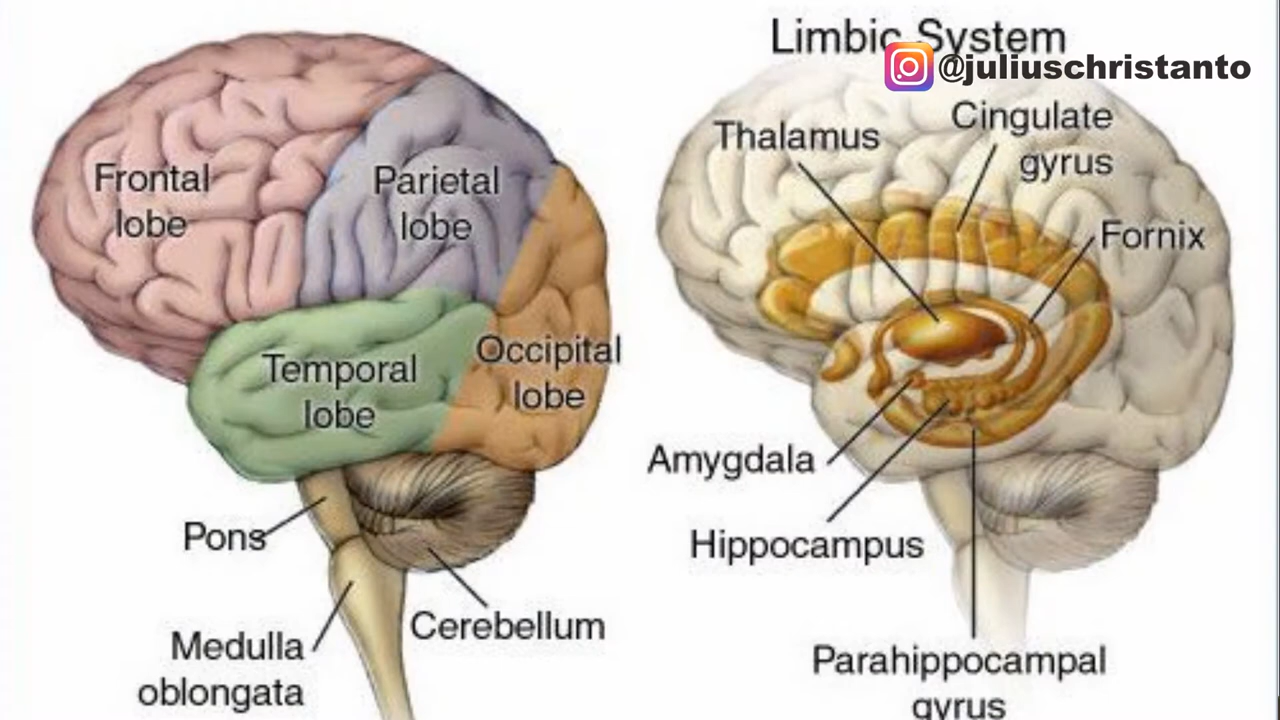 Frontal
lobe
Parietal
lobe
Temporal
lobe
Occipital
lobe
Pons
Medulla
oblongata
Cerebellum
Limbic System
@juliuschristanto
Thalamus
Cingulate
gyrus
Fornix
Amygdala
Hippocampus
Parahippocampal
gyrus